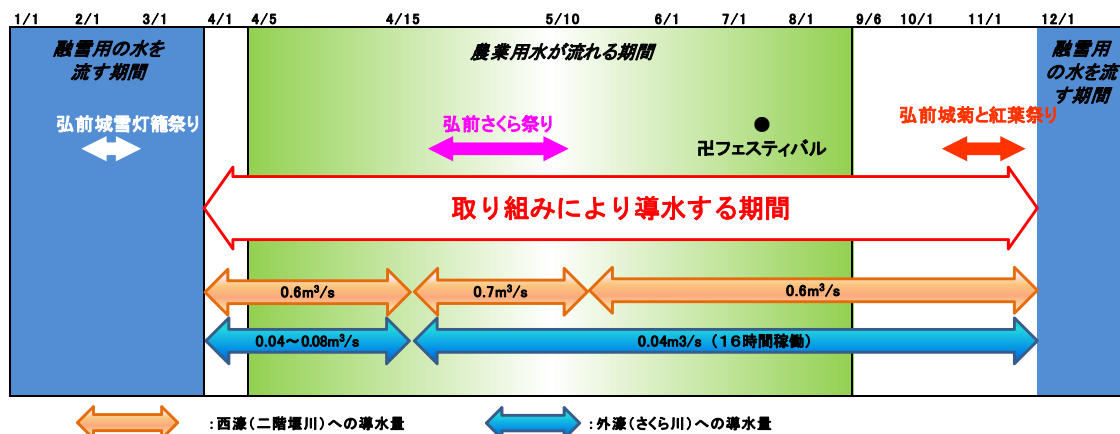 1/1 2/1 3/1 4/1 4/5 4/15 5/10 6/1 7/1 8/1 9/6 10/1 11/1 12/1
融雪用の水を
流す期間
農業用水が流れる期間
融雪用
の水を流
す期間
弘前城雪灯籠祭り
弘前さくら祭り
卍フェスティバル
弘前城菊と紅葉祭り
取り組みにより導水する期間
0.6m³/s 0.7m³/s 0.6m³/s
0.04～0.08m³/s 0.04m3/s（１６時間稼働）
：西濠（二階堰川）への導水量 ：外濠（さくら川）への導水量